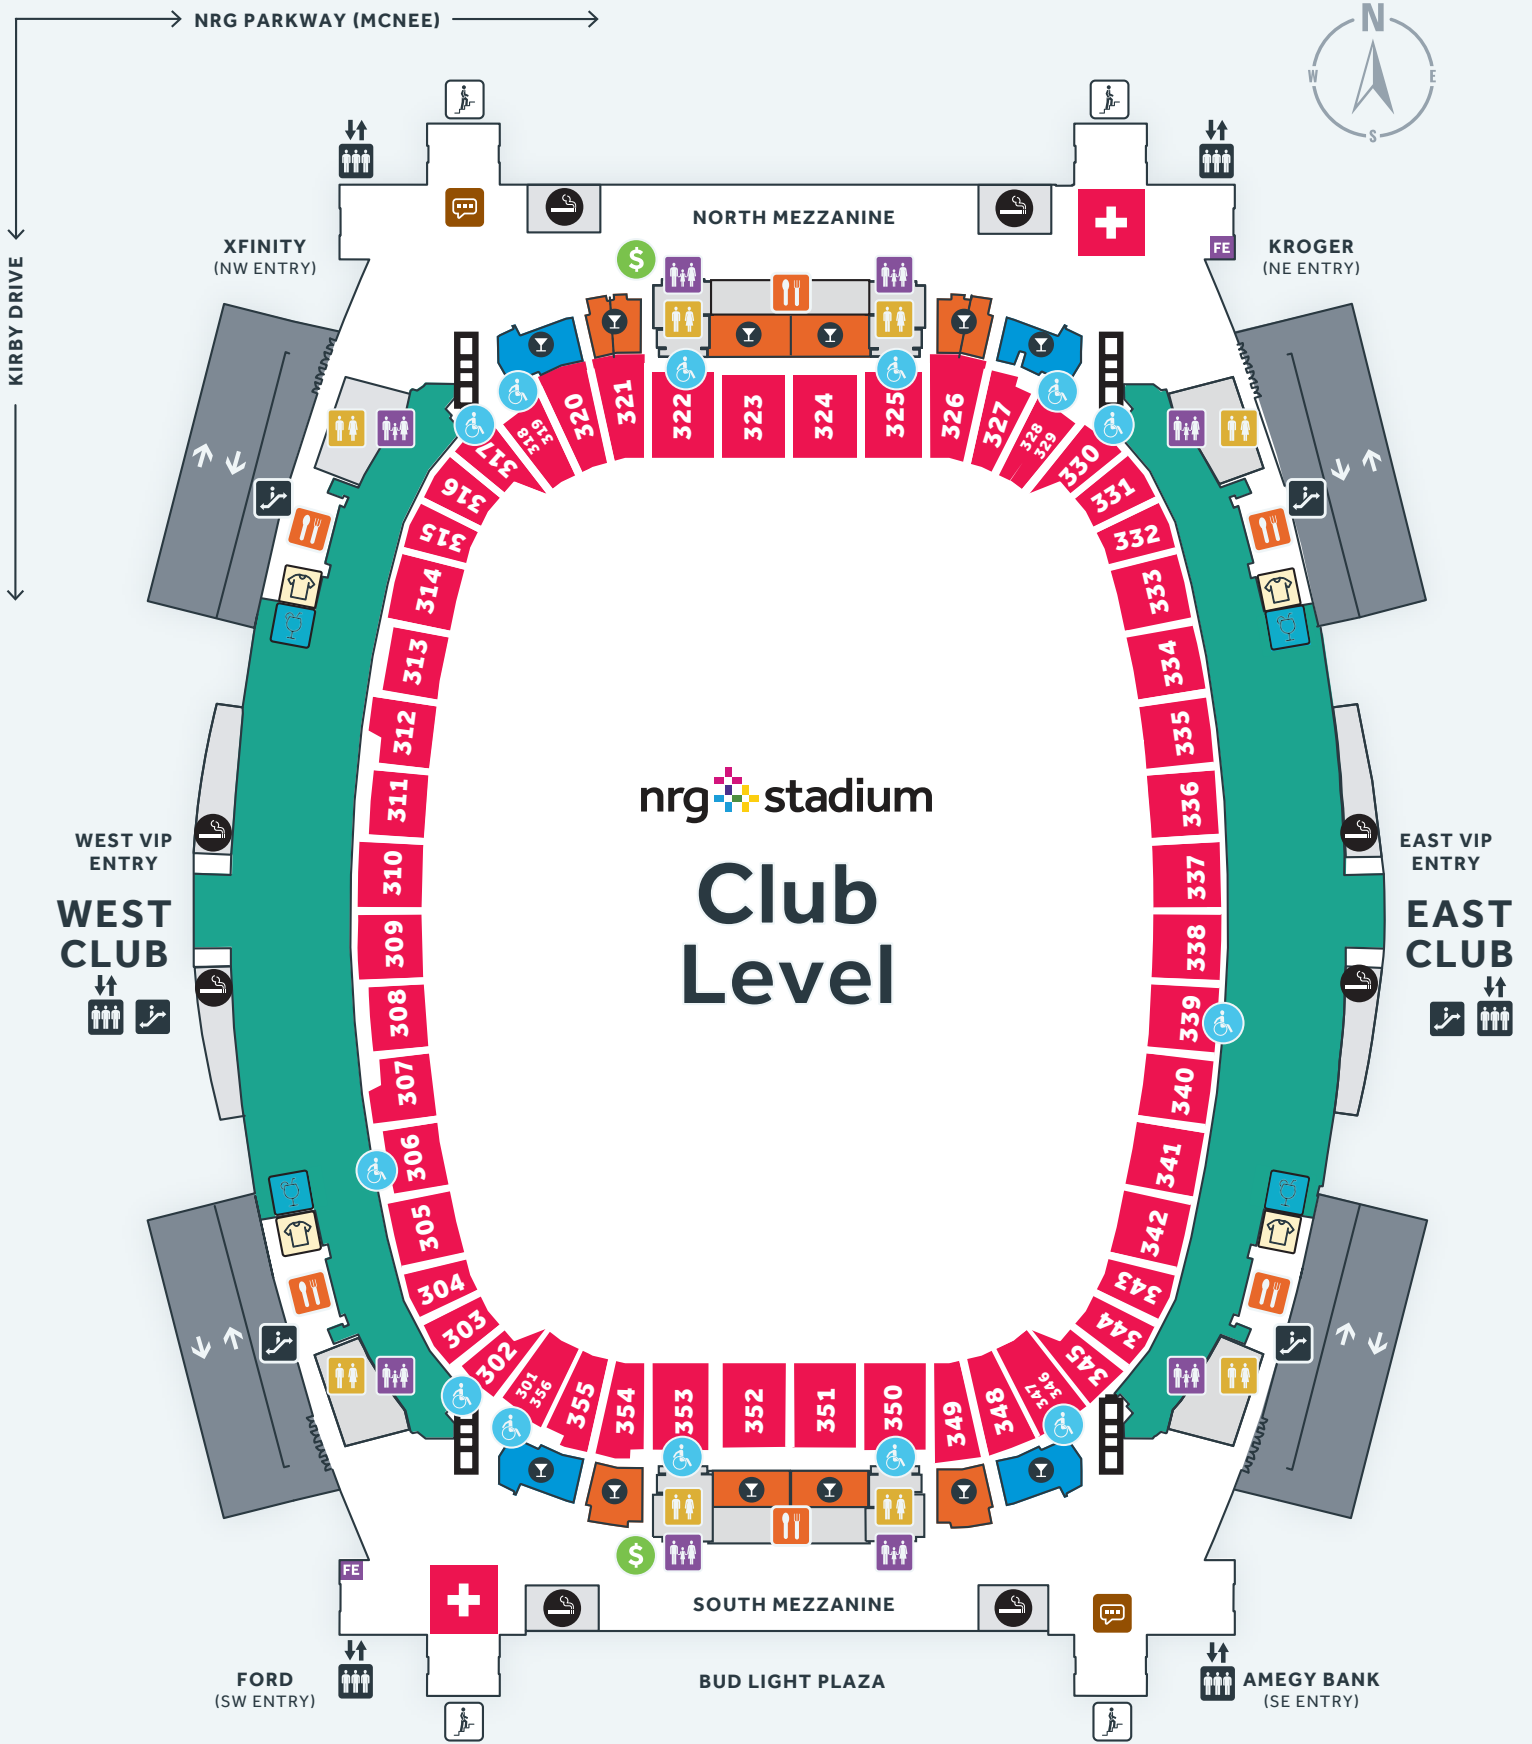 NRG PARKWAY (MCNEE)
N
W
E
S
KIRBY DRIVE
XFINITY
(NW ENTRY)
NORTH MEZZANINE
FE
KROGER
(NE ENTRY)
$
317
318
319
320
321
322
323
324
325
326
327
328
329
330
316
331
315
332
314
333
313
334
312
335
311
336
310
337
309
338
308
339
307
340
306
341
305
342
304
343
303
344
302
345
301
356
355
354
353
352
351
350
349
348
347
346
nrg stadium
Club
Level
WEST VIP
ENTRY
WEST
CLUB
EAST VIP
ENTRY
EAST
CLUB
$
FE
SOUTH MEZZANINE
FORD
(SW ENTRY)
BUD LIGHT PLAZA
AMEGY BANK
(SE ENTRY)